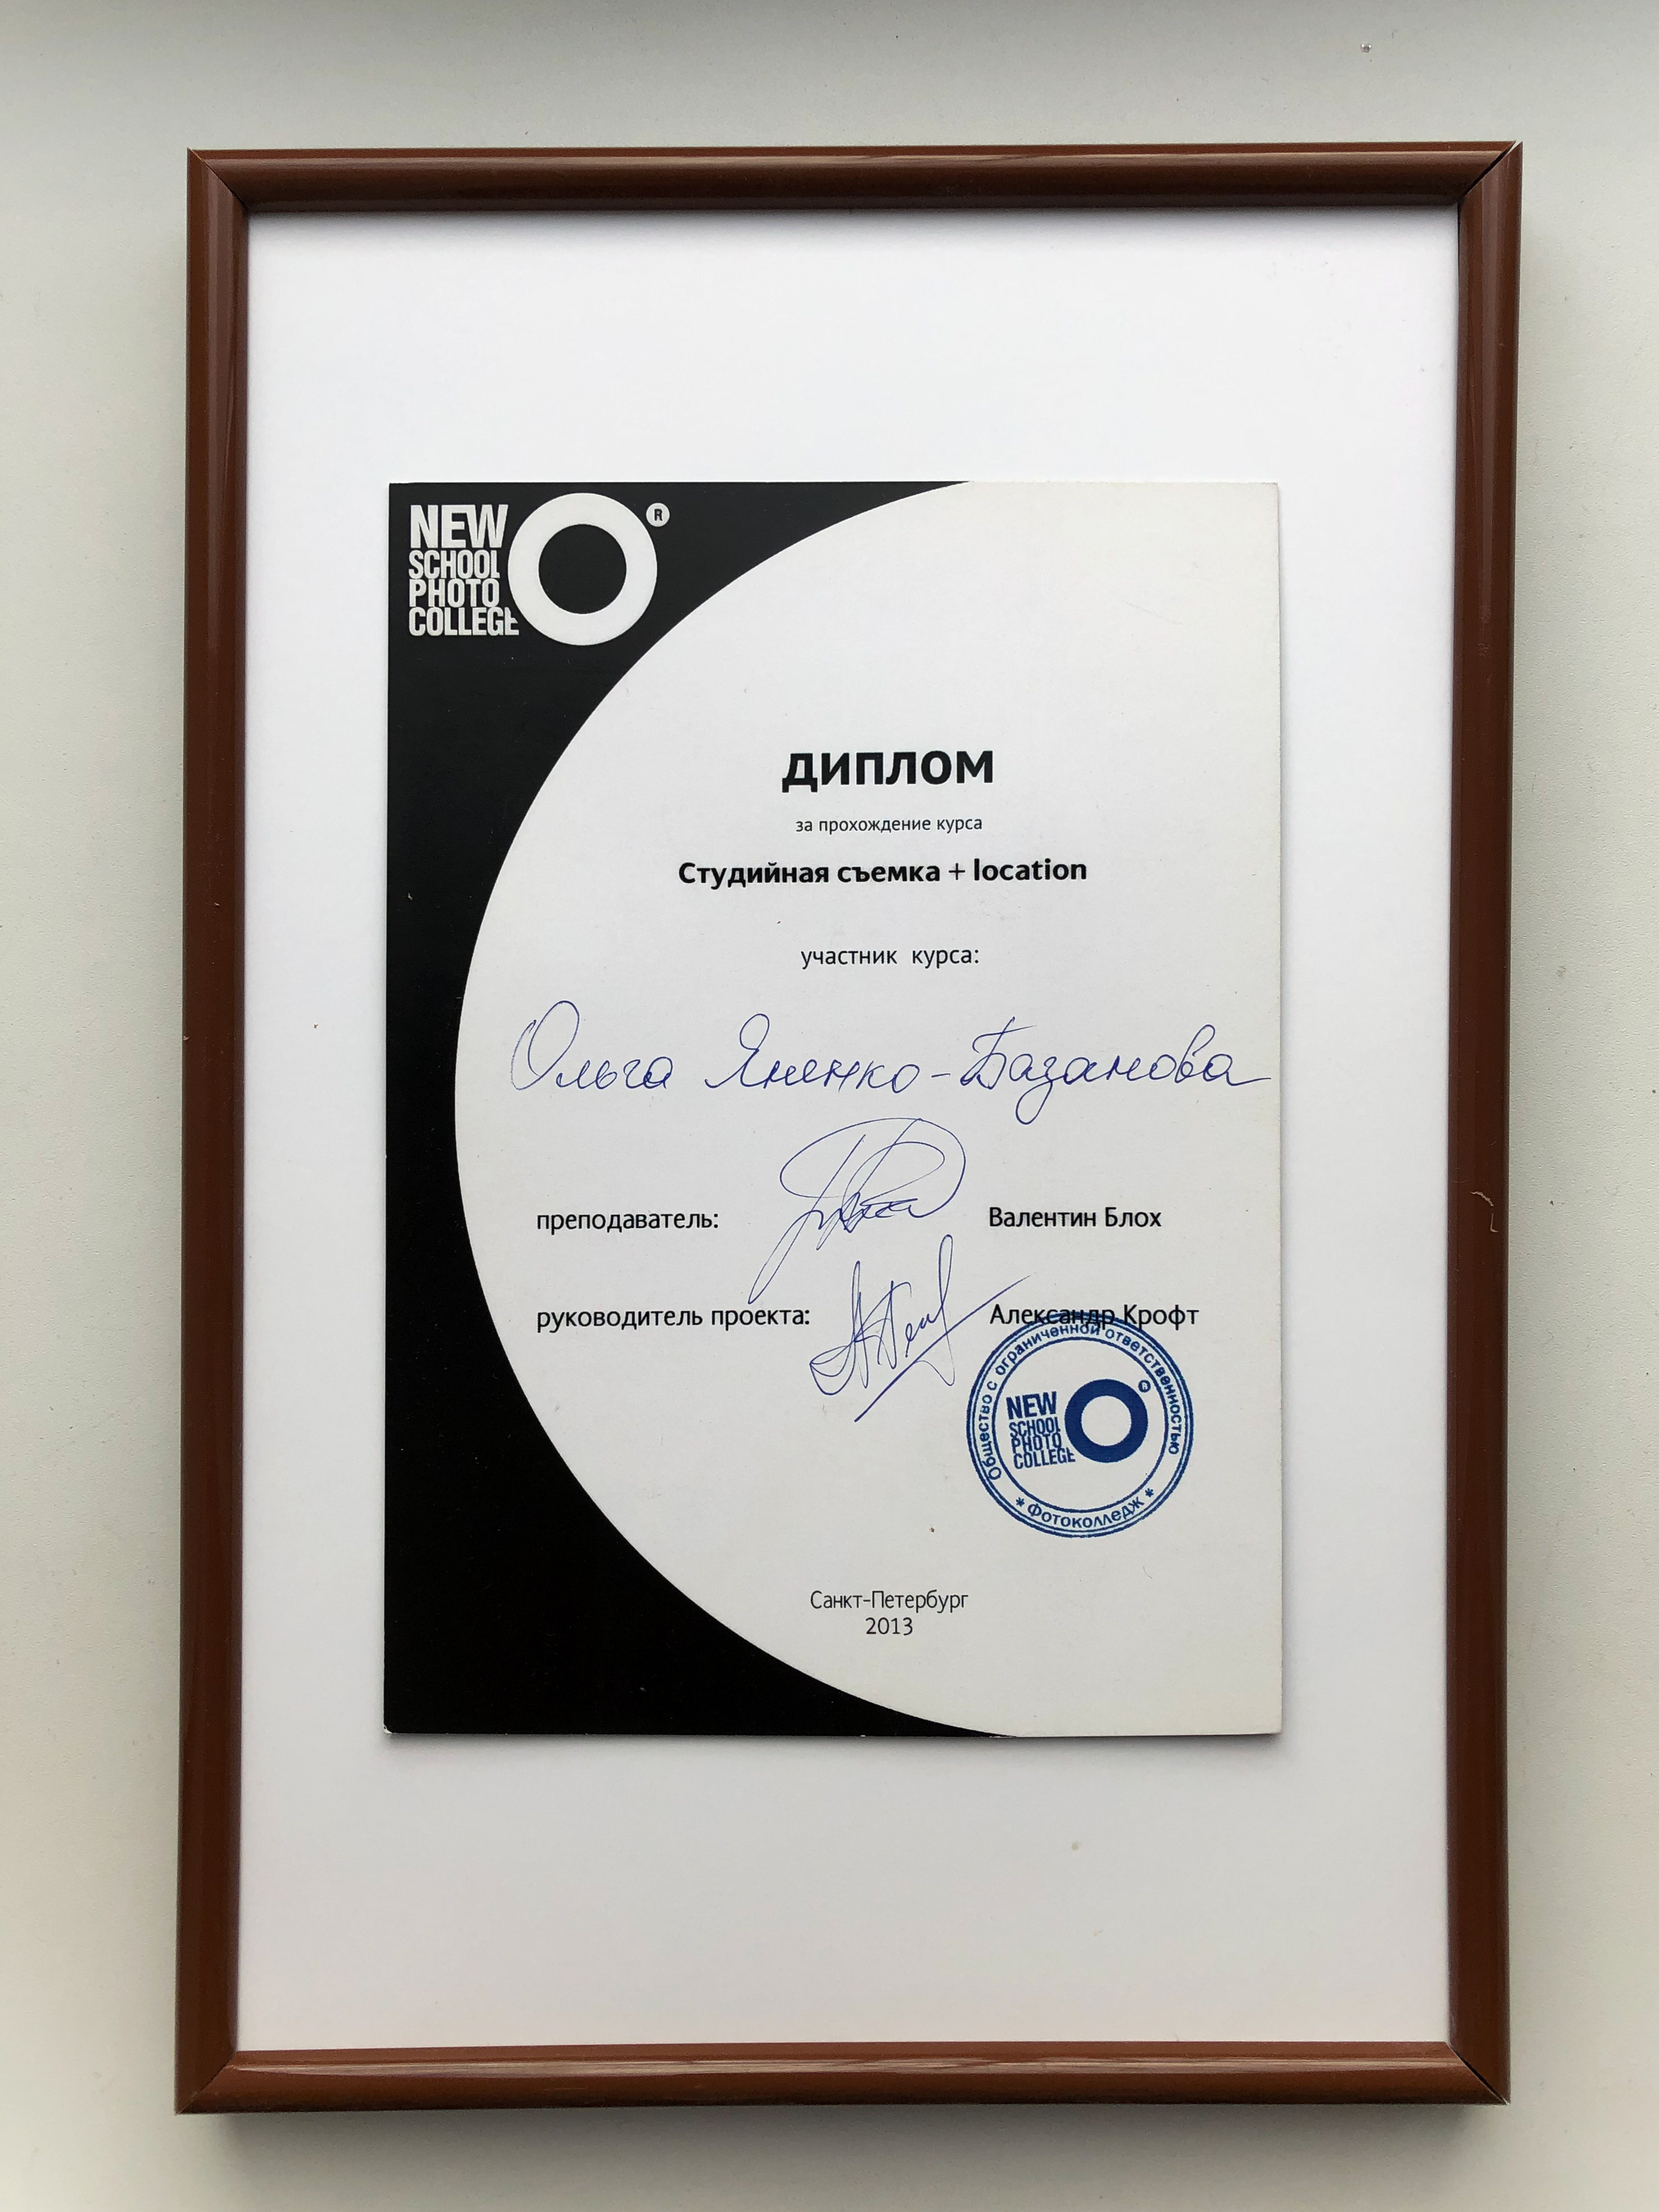 NEW
SCHOOL
PHOTO
COLLEGE
®
ДИПЛОМ
за прохождение курса
Студийная съемка + location
участник курса:
Ольга Яненко-Базанова
преподаватель: Валентин Блох
руководитель проекта: Александр Крофт
Общество с ограниченной ответственностью
NEW
SCHOOL
PHOTO
COLLEGE
®
* Фотоколледж *
Санкт-Петербург
2013